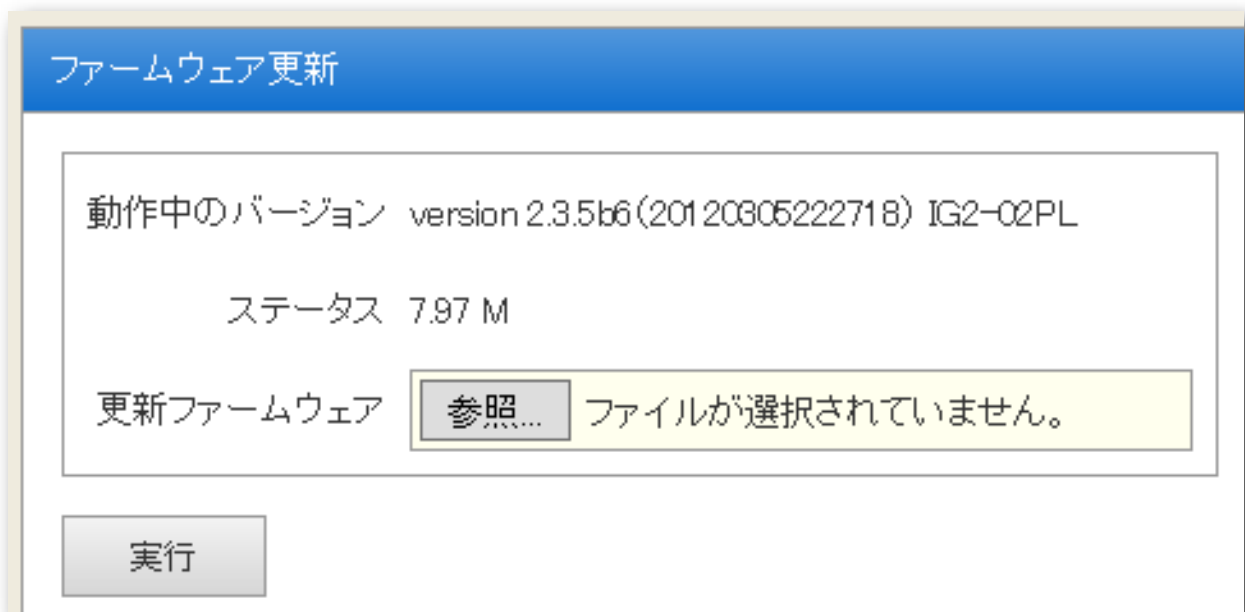 ファームウェア更新
動作中のバージョン version 2.3.5b6(20120305222718) IG2-02PL
ステータス 7.97 M
更新ファームウェア 参照... ファイルが選択されていません。
実行